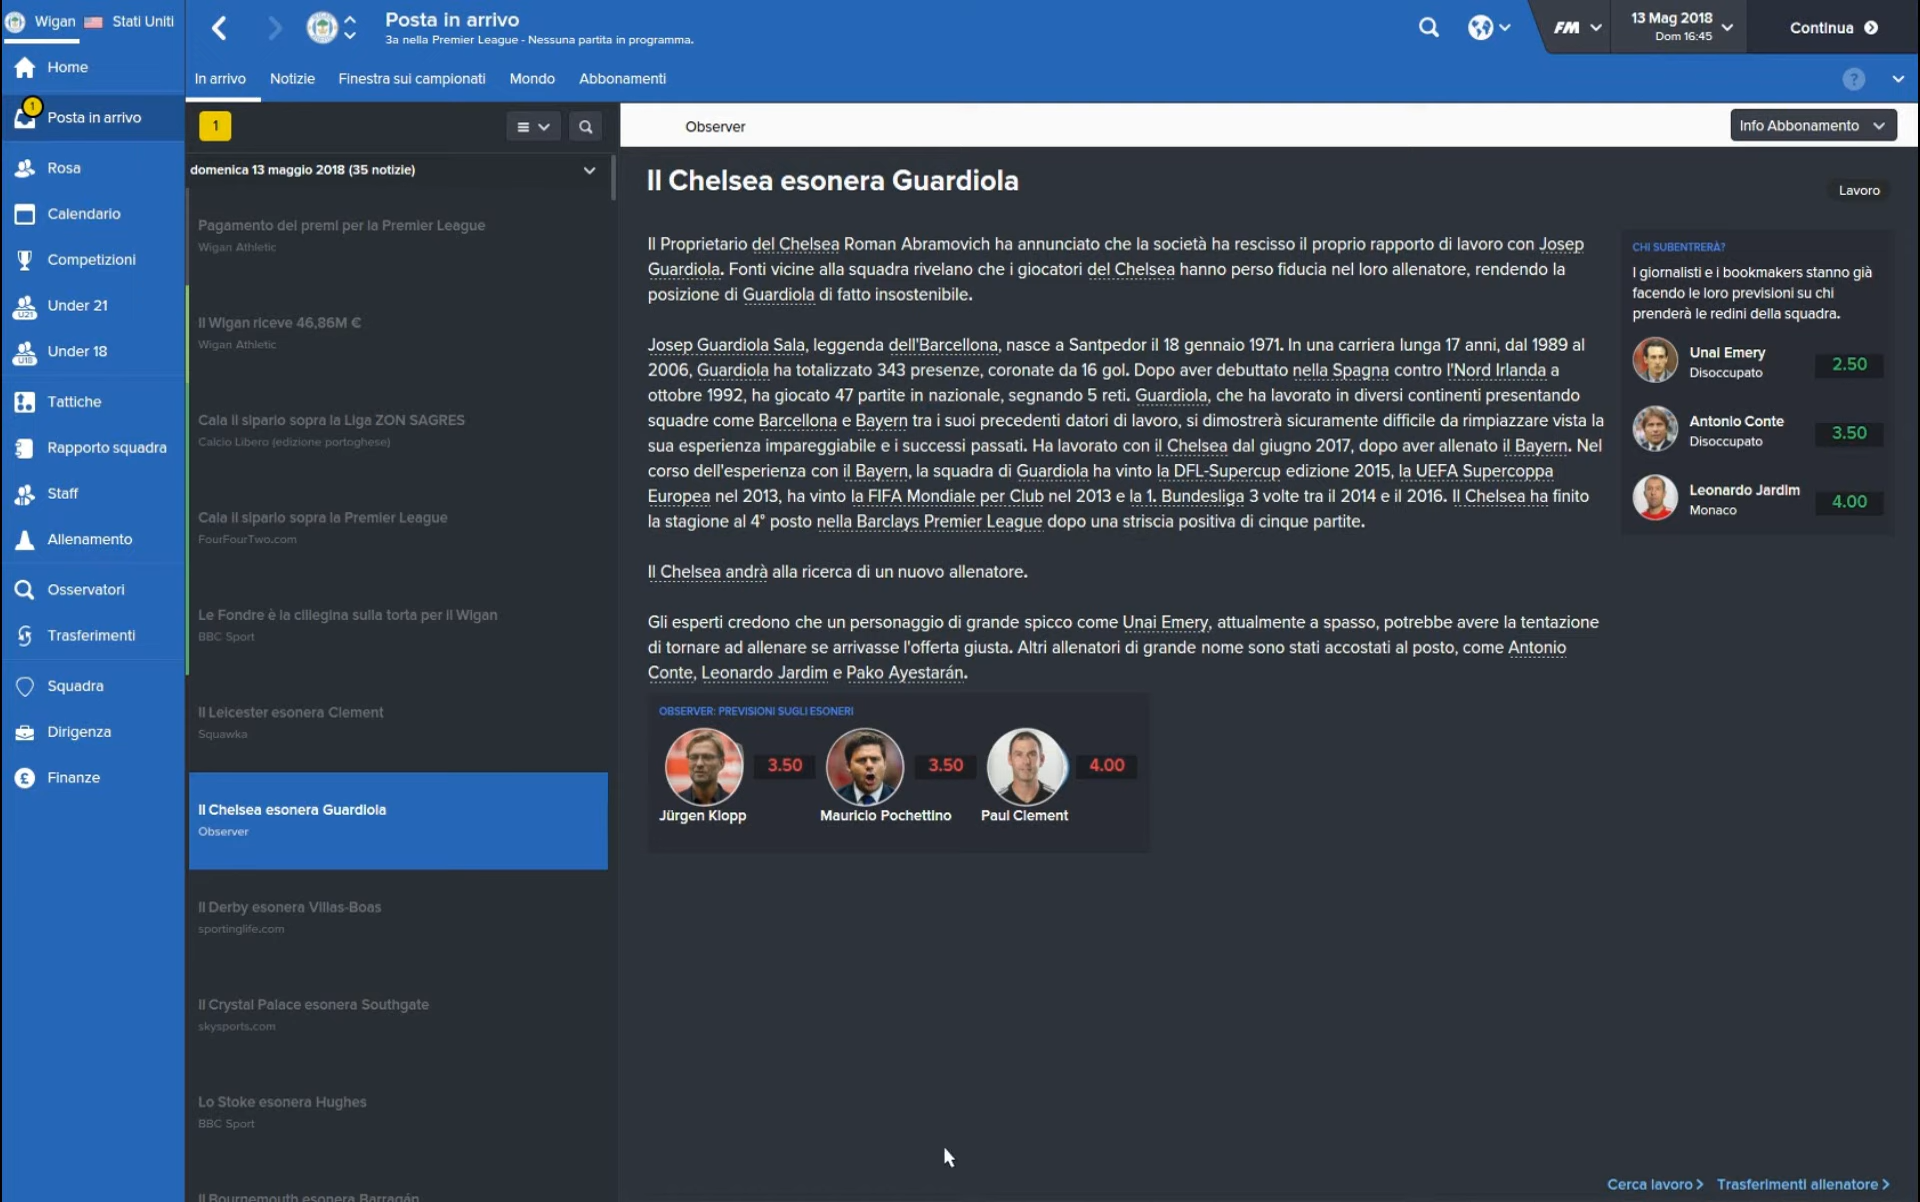 Wigan
Stati Uniti
Posta in arrivo
3a nella Premier League - Nessuna partita in programma.
FM
13 Mag 2018
Dom 16:45
Continua
Home
1
Posta in arrivo
Rosa
Calendario
Competizioni
U21
Under 21
U18
Under 18
Tattiche
Rapporto squadra
Staff
Allenamento
Osservatori
Trasferimenti
Squadra
Dirigenza
£
Finanze
In arrivo
Notizie
Finestra sui campionati
Mondo
Abbonamenti
?
1
domenica 13 maggio 2018 (35 notizie)
Pagamento dei premi per la Premier League
Wigan Athletic
Il Wigan riceve 46,86M €
Wigan Athletic
Cala il sipario sopra la Liga ZON SAGRES
Calcio Libero (edizione portoghese)
Cala il sipario sopra la Premier League
FourFourTwo.com
Le Fondre è la ciliegina sulla torta per il Wigan
BBC Sport
Il Leicester esonera Clement
Squawka
Il Chelsea esonera Guardiola
Observer
Il Derby esonera Villas-Boas
sportinglife.com
Il Crystal Palace esonera Southgate
skysports.com
Lo Stoke esonera Hughes
BBC Sport
Il Bournemouth esonera Barragán
Observer
Info Abbonamento
Il Chelsea esonera Guardiola
Lavoro
Il Proprietario del Chelsea Roman Abramovich ha annunciato che la società ha rescisso il proprio rapporto di lavoro con Josep
Guardiola. Fonti vicine alla squadra rivelano che i giocatori del Chelsea hanno perso fiducia nel loro allenatore, rendendo la
posizione di Guardiola di fatto insostenibile.
Josep Guardiola Sala, leggenda dell'Barcellona, nasce a Santpedor il 18 gennaio 1971. In una carriera lunga 17 anni, dal 1989 al
2006, Guardiola ha totalizzato 343 presenze, coronate da 16 gol. Dopo aver debuttato nella Spagna contro l'Nord Irlanda a
ottobre 1992, ha giocato 47 partite in nazionale, segnando 5 reti. Guardiola, che ha lavorato in diversi continenti presentando
squadre come Barcellona e Bayern tra i suoi precedenti datori di lavoro, si dimostrerà sicuramente difficile da rimpiazzare vista la
sua esperienza impareggiabile e i successi passati. Ha lavorato con il Chelsea dal giugno 2017, dopo aver allenato il Bayern. Nel
corso dell'esperienza con il Bayern, la squadra di Guardiola ha vinto la DFL-Supercup edizione 2015, la UEFA Supercoppa
Europea nel 2013, ha vinto la FIFA Mondiale per Club nel 2013 e la 1. Bundesliga 3 volte tra il 2014 e il 2016. Il Chelsea ha finito
la stagione al 4° posto nella Barclays Premier League dopo una striscia positiva di cinque partite.
Il Chelsea andrà alla ricerca di un nuovo allenatore.
Gli esperti credono che un personaggio di grande spicco come Unai Emery, attualmente a spasso, potrebbe avere la tentazione
di tornare ad allenare se arrivasse l'offerta giusta. Altri allenatori di grande nome sono stati accostati al posto, come Antonio
Conte, Leonardo Jardim e Pako Ayestarán.
OBSERVER: PREVISIONI SUGLI ESONERI
3.50
3.50
4.00
Jürgen Klopp
Mauricio Pochettino
Paul Clement
CHI SUBENTRERÀ?
I giornalisti e i bookmakers stanno già
facendo le loro previsioni su chi
prenderà le redini della squadra.
Unai Emery
Disoccupato
2.50
Antonio Conte
Disoccupato
3.50
Leonardo Jardim
Monaco
4.00
Cerca lavoro >
Trasferimenti allenatore >